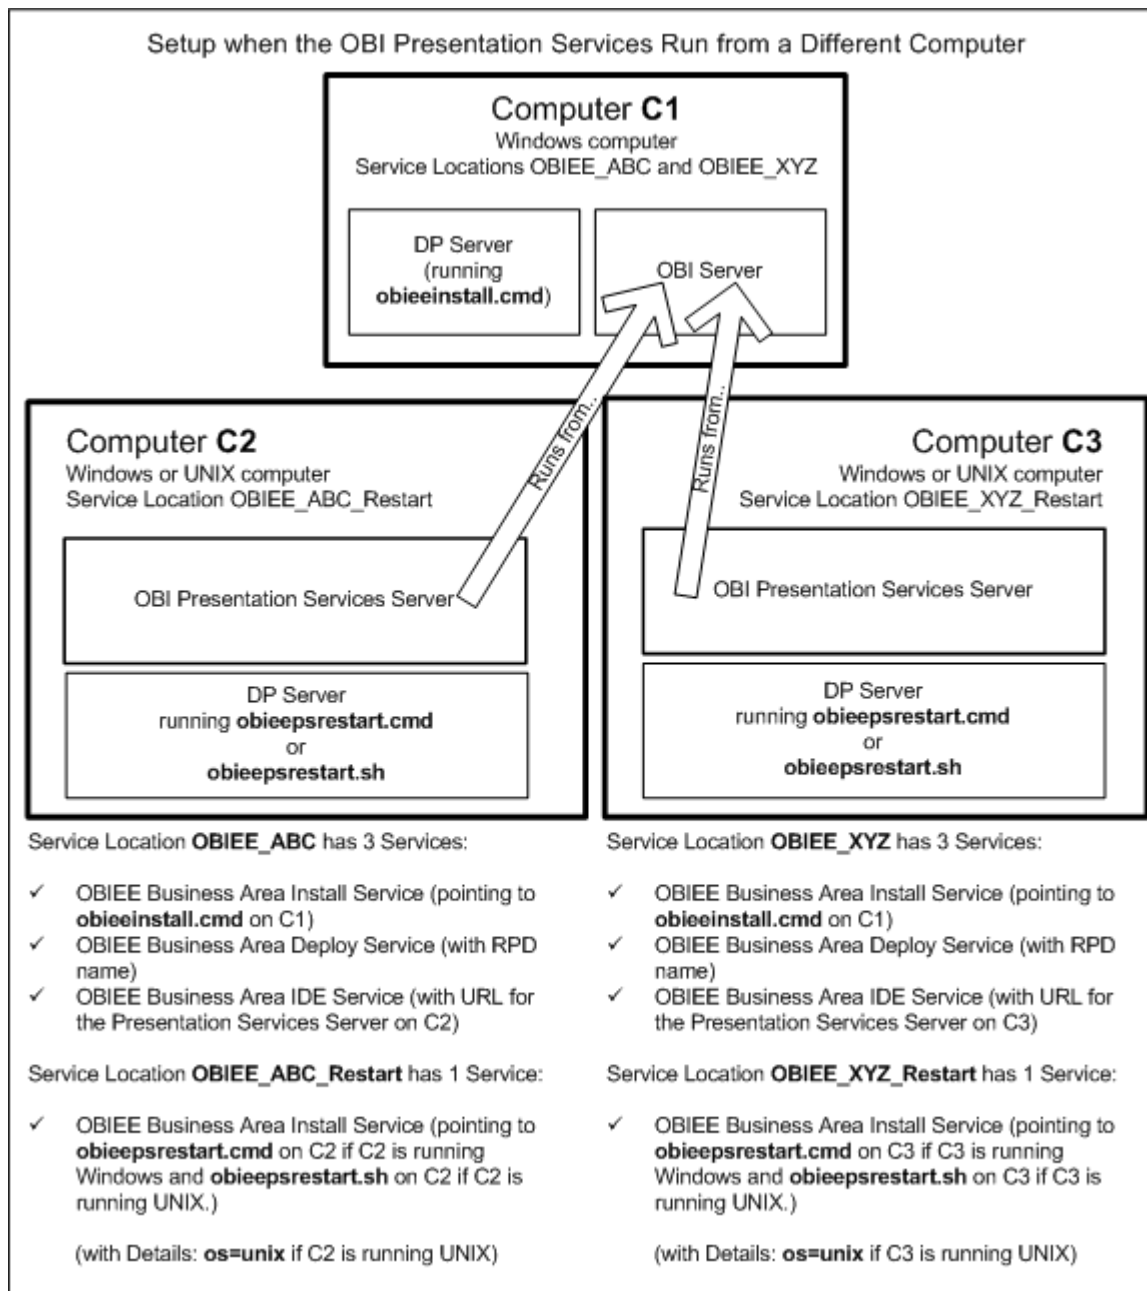 Setup when the OBI Presentation Services Run from a Different Computer
Computer C1
Windows computer
Service Locations OBIEE_ABC and OBIEE_XYZ
DP Server
(running
obieeinstall.cmd)
OBI Server
Runs from..
Runs from..
Computer C2
Windows or UNIX computer
Service Location OBIEE_ABC_Restart
OBI Presentation Services Server
DP Server
running obieepsrestart.cmd
or
obieepsrestart.sh
Computer C3
Windows or UNIX computer
Service Location OBIEE_XYZ_Restart
OBI Presentation Services Server
DP Server
running obieepsrestart.cmd
or
obieepsrestart.sh
Service Location OBIEE_ABC has 3 Services:
✓ OBIEE Business Area Install Service (pointing to
obieeinstall.cmd on C1)
✓ OBIEE Business Area Deploy Service (with RPD
name)
✓ OBIEE Business Area IDE Service (with URL for
the Presentation Services Server on C2)
Service Location OBIEE_ABC_Restart has 1 Service:
✓ OBIEE Business Area Install Service (pointing to
obieepsrestart.cmd on C2 if C2 is running
Windows and obieepsrestart.sh on C2 if C2 is
running UNIX.)
(with Details: os=unix if C2 is running UNIX)
Service Location OBIEE_XYZ has 3 Services:
✓ OBIEE Business Area Install Service (pointing to
obieeinstall.cmd on C1)
✓ OBIEE Business Area Deploy Service (with RPD
name)
✓ OBIEE Business Area IDE Service (with URL for
the Presentation Services Server on C3)
Service Location OBIEE_XYZ_Restart has 1 Service:
✓ OBIEE Business Area Install Service (pointing to
obieepsrestart.cmd on C3 if C3 is running
Windows and obieepsrestart.sh on C3 if C3 is
running UNIX.)
(with Details: os=unix if C3 is running UNIX)